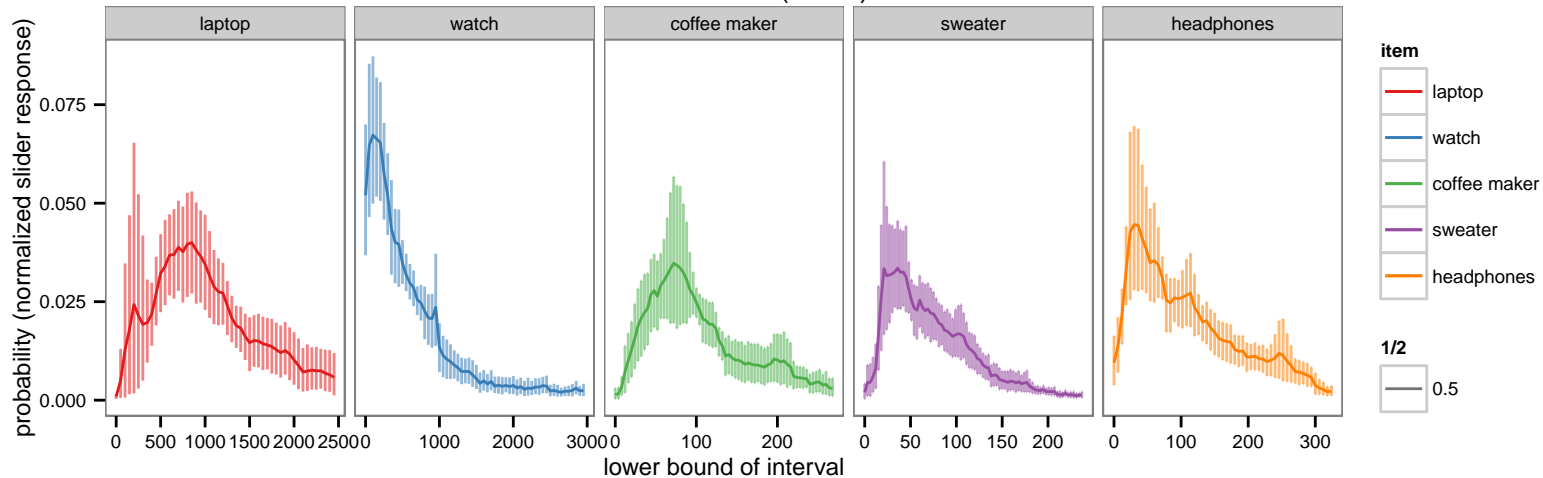 laptop
watch
coffee maker
sweater
headphones
probability (normalized slider response)
0.075
0.050
0.025
0.000
0 500 1000 1500 2000 2500
0 1000 2000 3000
0 100 200
0 50 100 150 200
0 100 200 300
lower bound of interval
item
laptop
watch
coffee maker
sweater
headphones
1/2
0.5